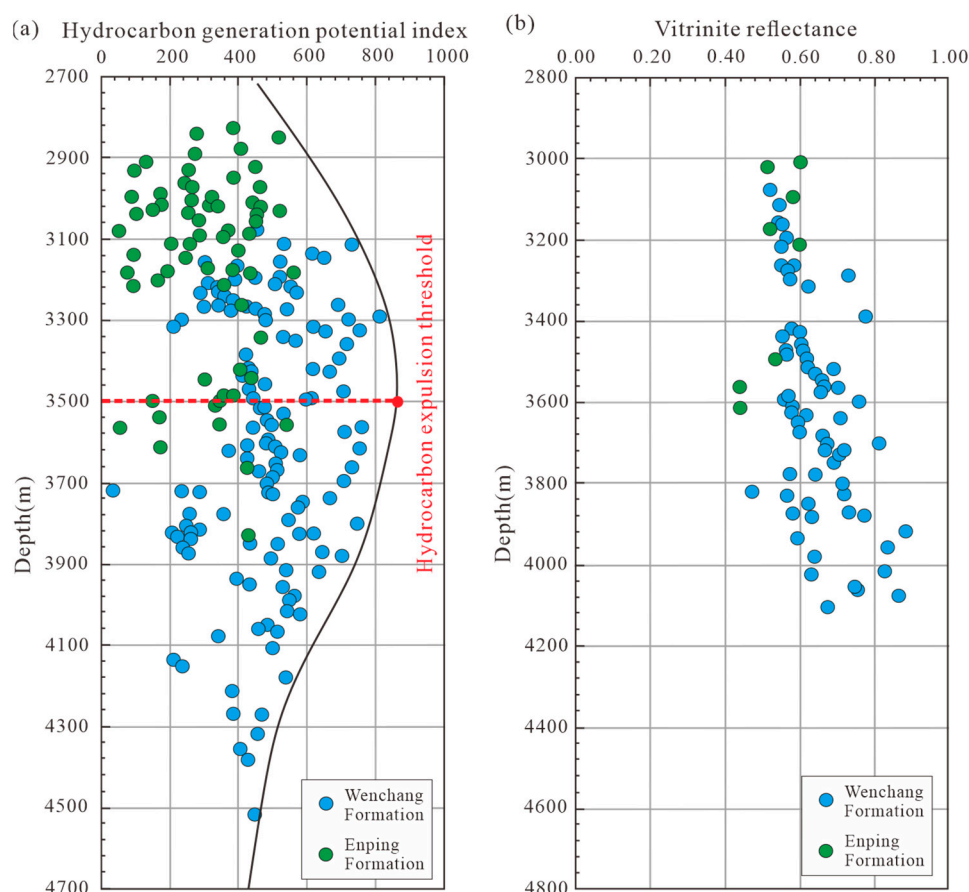 (a) Hydrocarbon generation potential index
0 200 400 600 800 1000
2700
2900
3100
3300
3500
3700
3900
4100
4300
4500
4700
Depth(m)
Hydrocarbon expulsion threshold
Wenchang
Formation
Enping
Formation
(b) Vitrinite reflectance
0.00 0.20 0.40 0.60 0.80 1.00
2800
3000
3200
3400
3600
3800
4000
4200
4400
4600
4800
Depth(m)
Wenchang
Formation
Enping
Formation